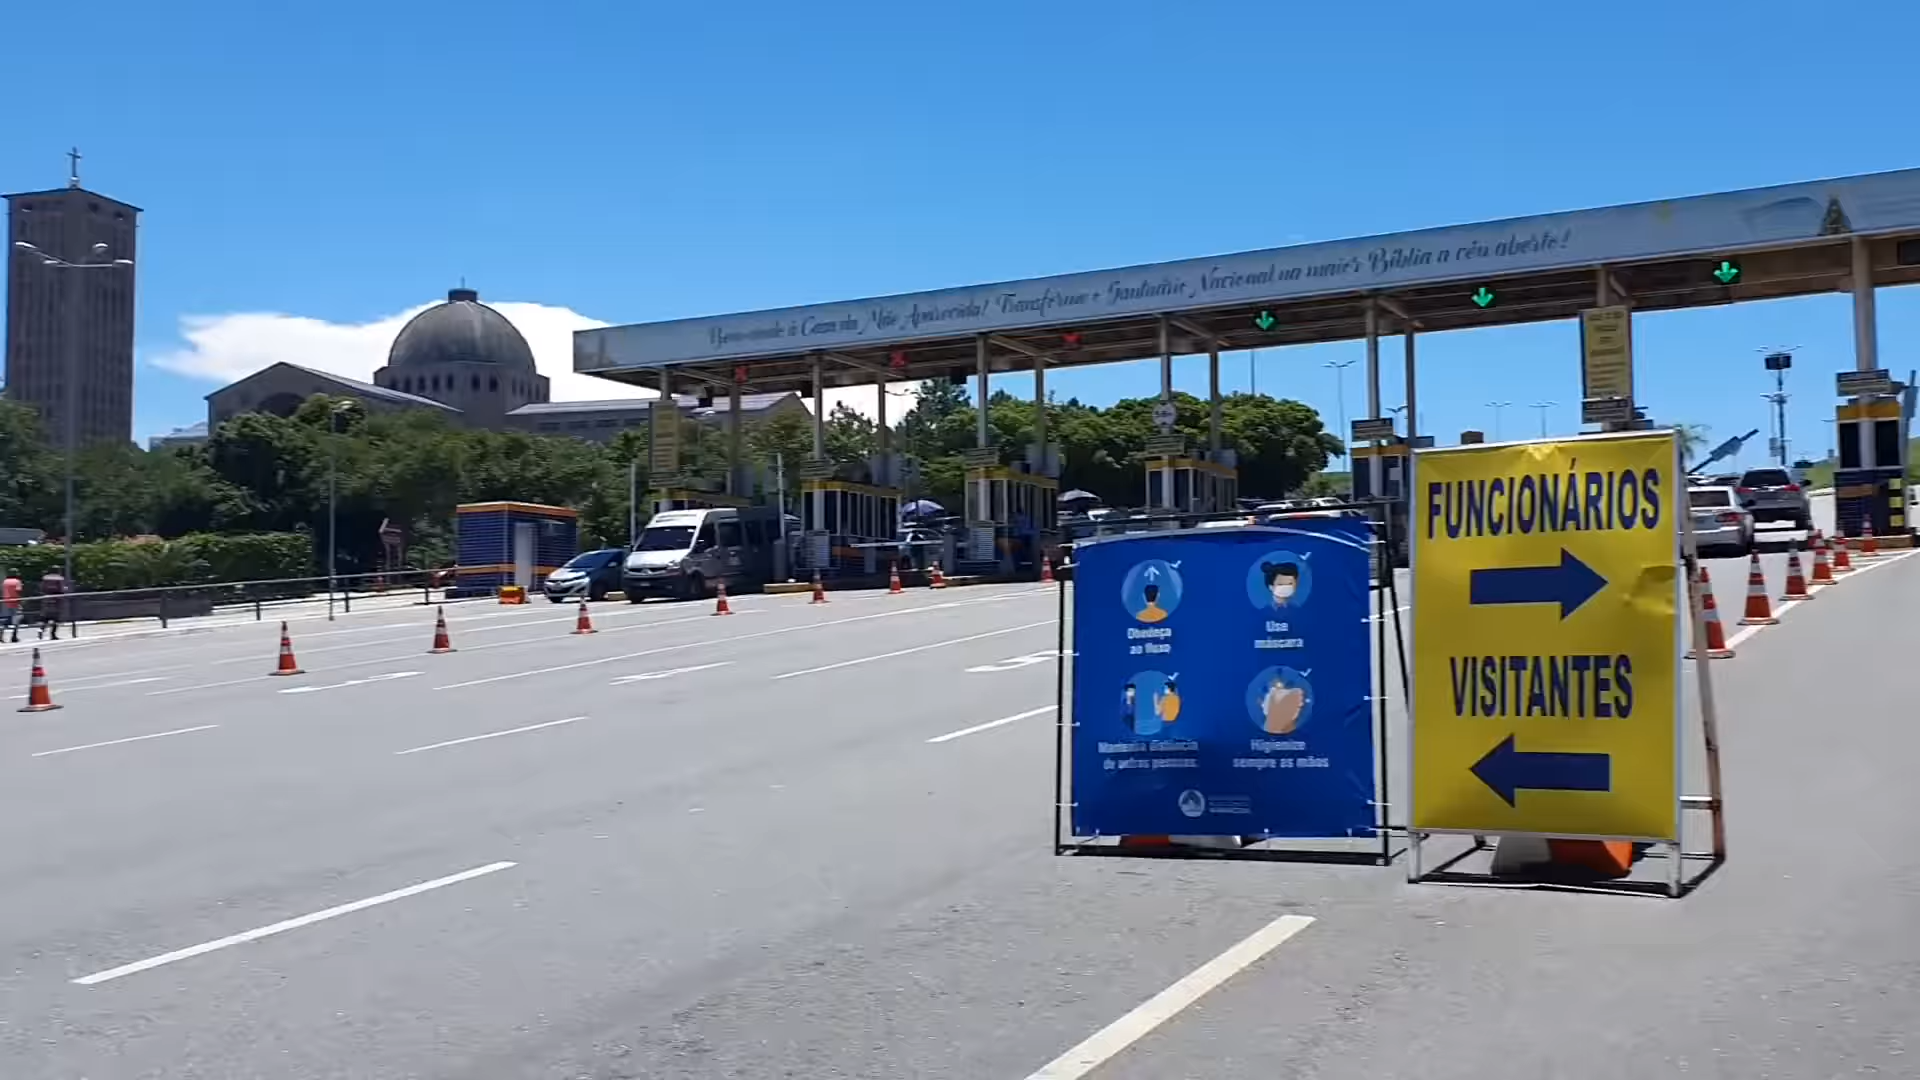 Bem-vindo à Casa da Mãe Aparecida! Transforme o Santuário Nacional na maior Bíblia a céu aberto!
FUNCIONÁRIOS
VISITANTES
Obedeça
ao fluxo
Use
máscara
Mantenha distância
de outras pessoas
Higienize
sempre as mãos